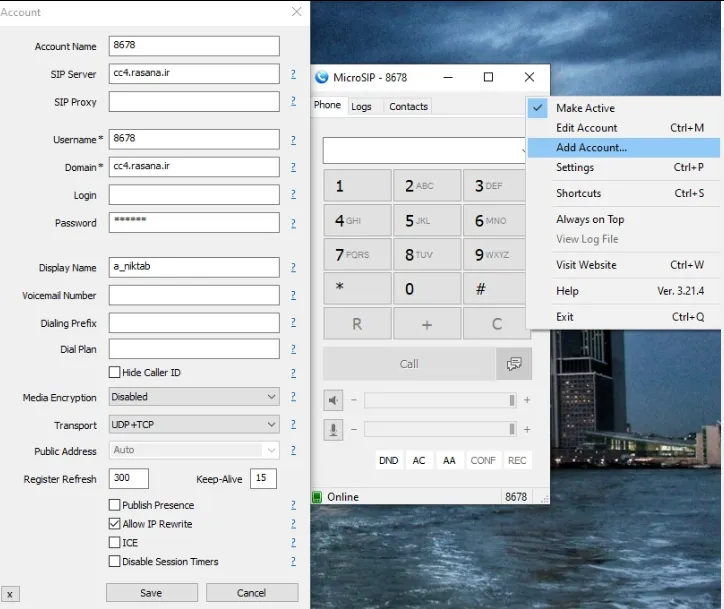 Account
Account Name 8678
SIP Server cc4.rasana.ir ?
SIP Proxy ?
Username* 8678 ?
Domain* cc4.rasana.ir ?
Login ?
Password ****** ?
Display Name a_niktab ?
Voicemail Number ?
Dialing Prefix ?
Dial Plan ?
Hide Caller ID ?
Media Encryption Disabled ?
Transport UDP+TCP ?
Public Address Auto ?
Register Refresh 300 Keep-Alive 15 ?
Publish Presence ?
Allow IP Rewrite ?
ICE ?
Disable Session Timers ?
x Save Cancel
MicroSIP - 8678
Phone Logs Contacts
1 2 ABC 3 DEF
4 GHI 5 JKL 6 MNO
7 PQRS 8 TUV 9 WXYZ
* 0 #
R + C
Call
- +
- +
DND AC AA CONF REC
Online 8678
Make Active
Edit Account Ctrl+M
Add Account...
Settings Ctrl+P
Shortcuts Ctrl+S
Always on Top
View Log File
Visit Website Ctrl+W
Help Ver. 3.21.4
Exit Ctrl+Q